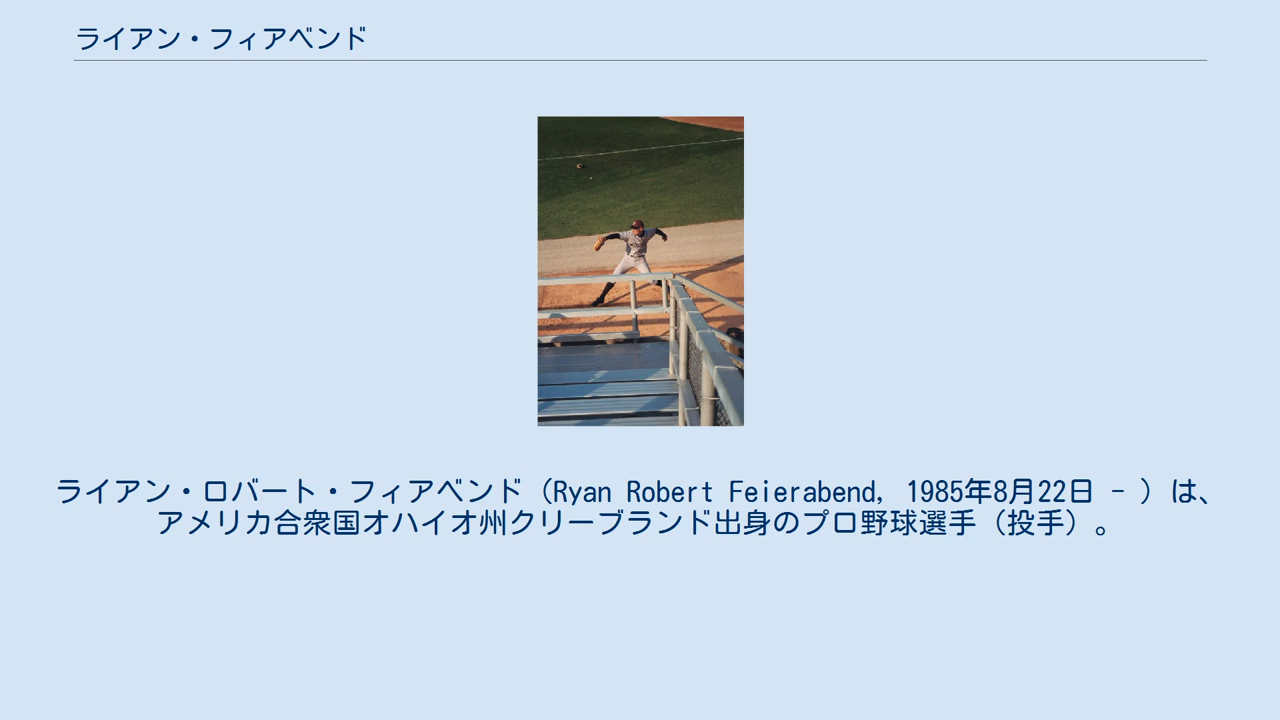 ライアン・フィアベンド
ライアン・ロバート・フィアベンド（Ryan Robert Feierabend, 1985年8月22日 - ）は、
アメリカ合衆国オハイオ州クリーブランド出身のプロ野球選手（投手）。